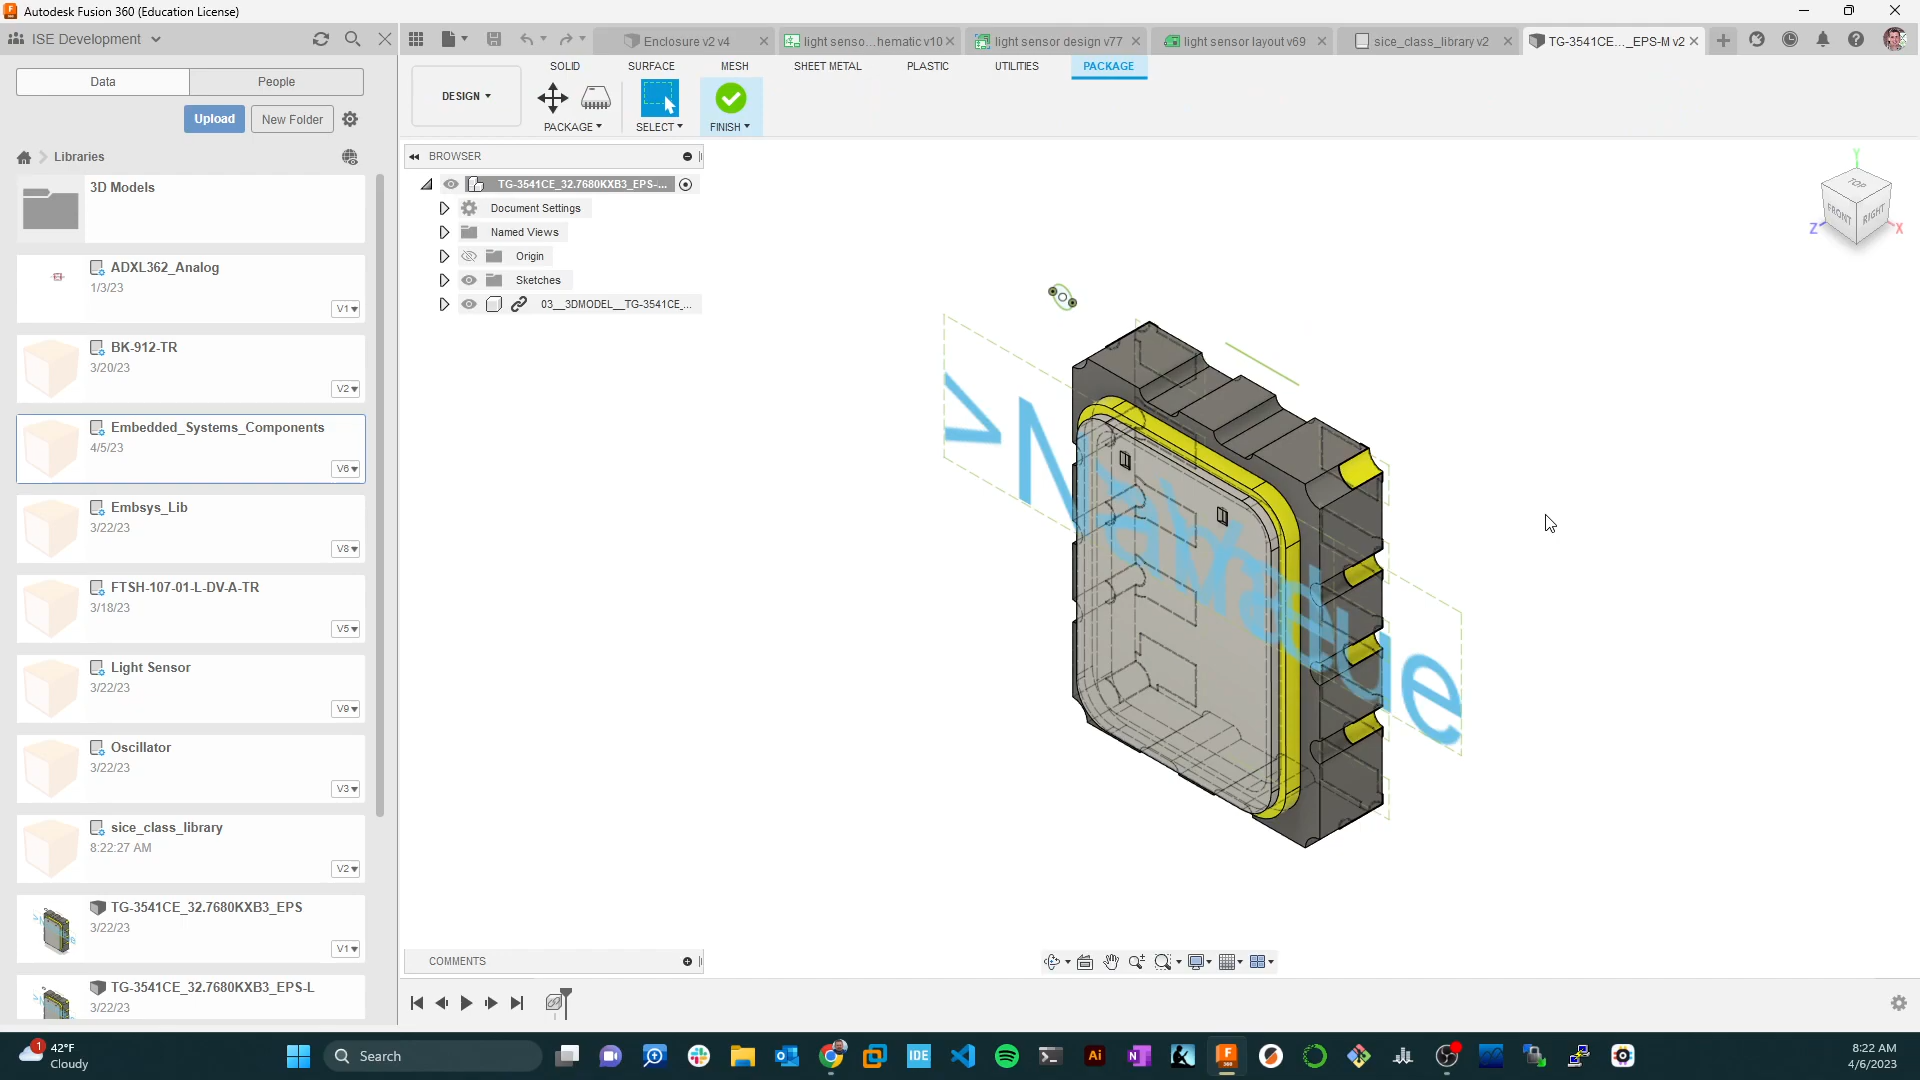 Autodesk Fusion 360 (Education License)
ISE Development
Enclosure v2 v4
light senso...hematic v10
light sensor design v77
light sensor layout v69
sice_class_library v2
TG-3541CE..._EPS-M v2
Data
People
SOLID
SURFACE
MESH
SHEET METAL
PLASTIC
UTILITIES
PACKAGE
DESIGN
PACKAGE
SELECT
FINISH
Upload
New Folder
Libraries
BROWSER
TG-3541CE_32.7680KXB3_EPS-...
Document Settings
Named Views
Origin
Sketches
03__3DMODEL__TG-3541CE_...
3D Models
ADXL362_Analog
1/3/23
V1
BK-912-TR
3/20/23
V2
Embedded_Systems_Components
4/5/23
V6
Embsys_Lib
3/22/23
V8
FTSH-107-01-L-DV-A-TR
3/18/23
V5
Light Sensor
3/22/23
V9
Oscillator
3/22/23
V3
sice_class_library
8:22:27 AM
V2
TG-3541CE_32.7680KXB3_EPS
3/22/23
V1
TG-3541CE_32.7680KXB3_EPS-L
3/22/23
Y
TOP
FRONT
RIGHT
Z
X
COMMENTS
1
42°F
Cloudy
Search
IDE
Ai
8:22 AM
4/6/2023